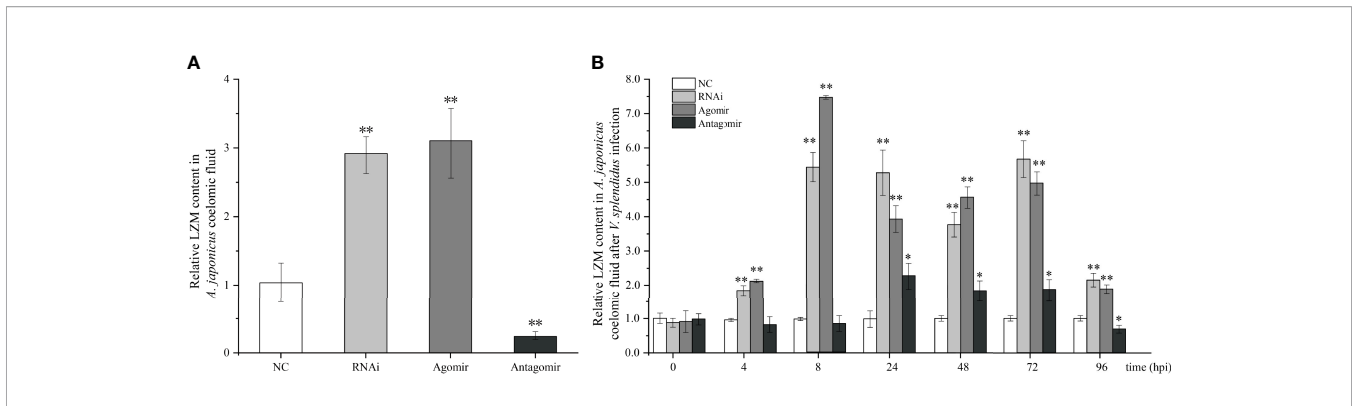 A
Relative LZM content in
A. japonicus coelomic fluid
4
3
2
1
0
**
**
**
NC
RNAi
Agomir
Antagomir
B
Relative LZM content in A. japonicus
coelomic fluid after V. splendidus infection
8.0
7.0
6.0
5.0
4.0
3.0
2.0
1.0
0.0
NC
RNAi
Agomir
Antagomir
** **
** **
** ** *
** ** *
** ** *
** ** *
0 4 8 24 48 72 96 time (hpi)